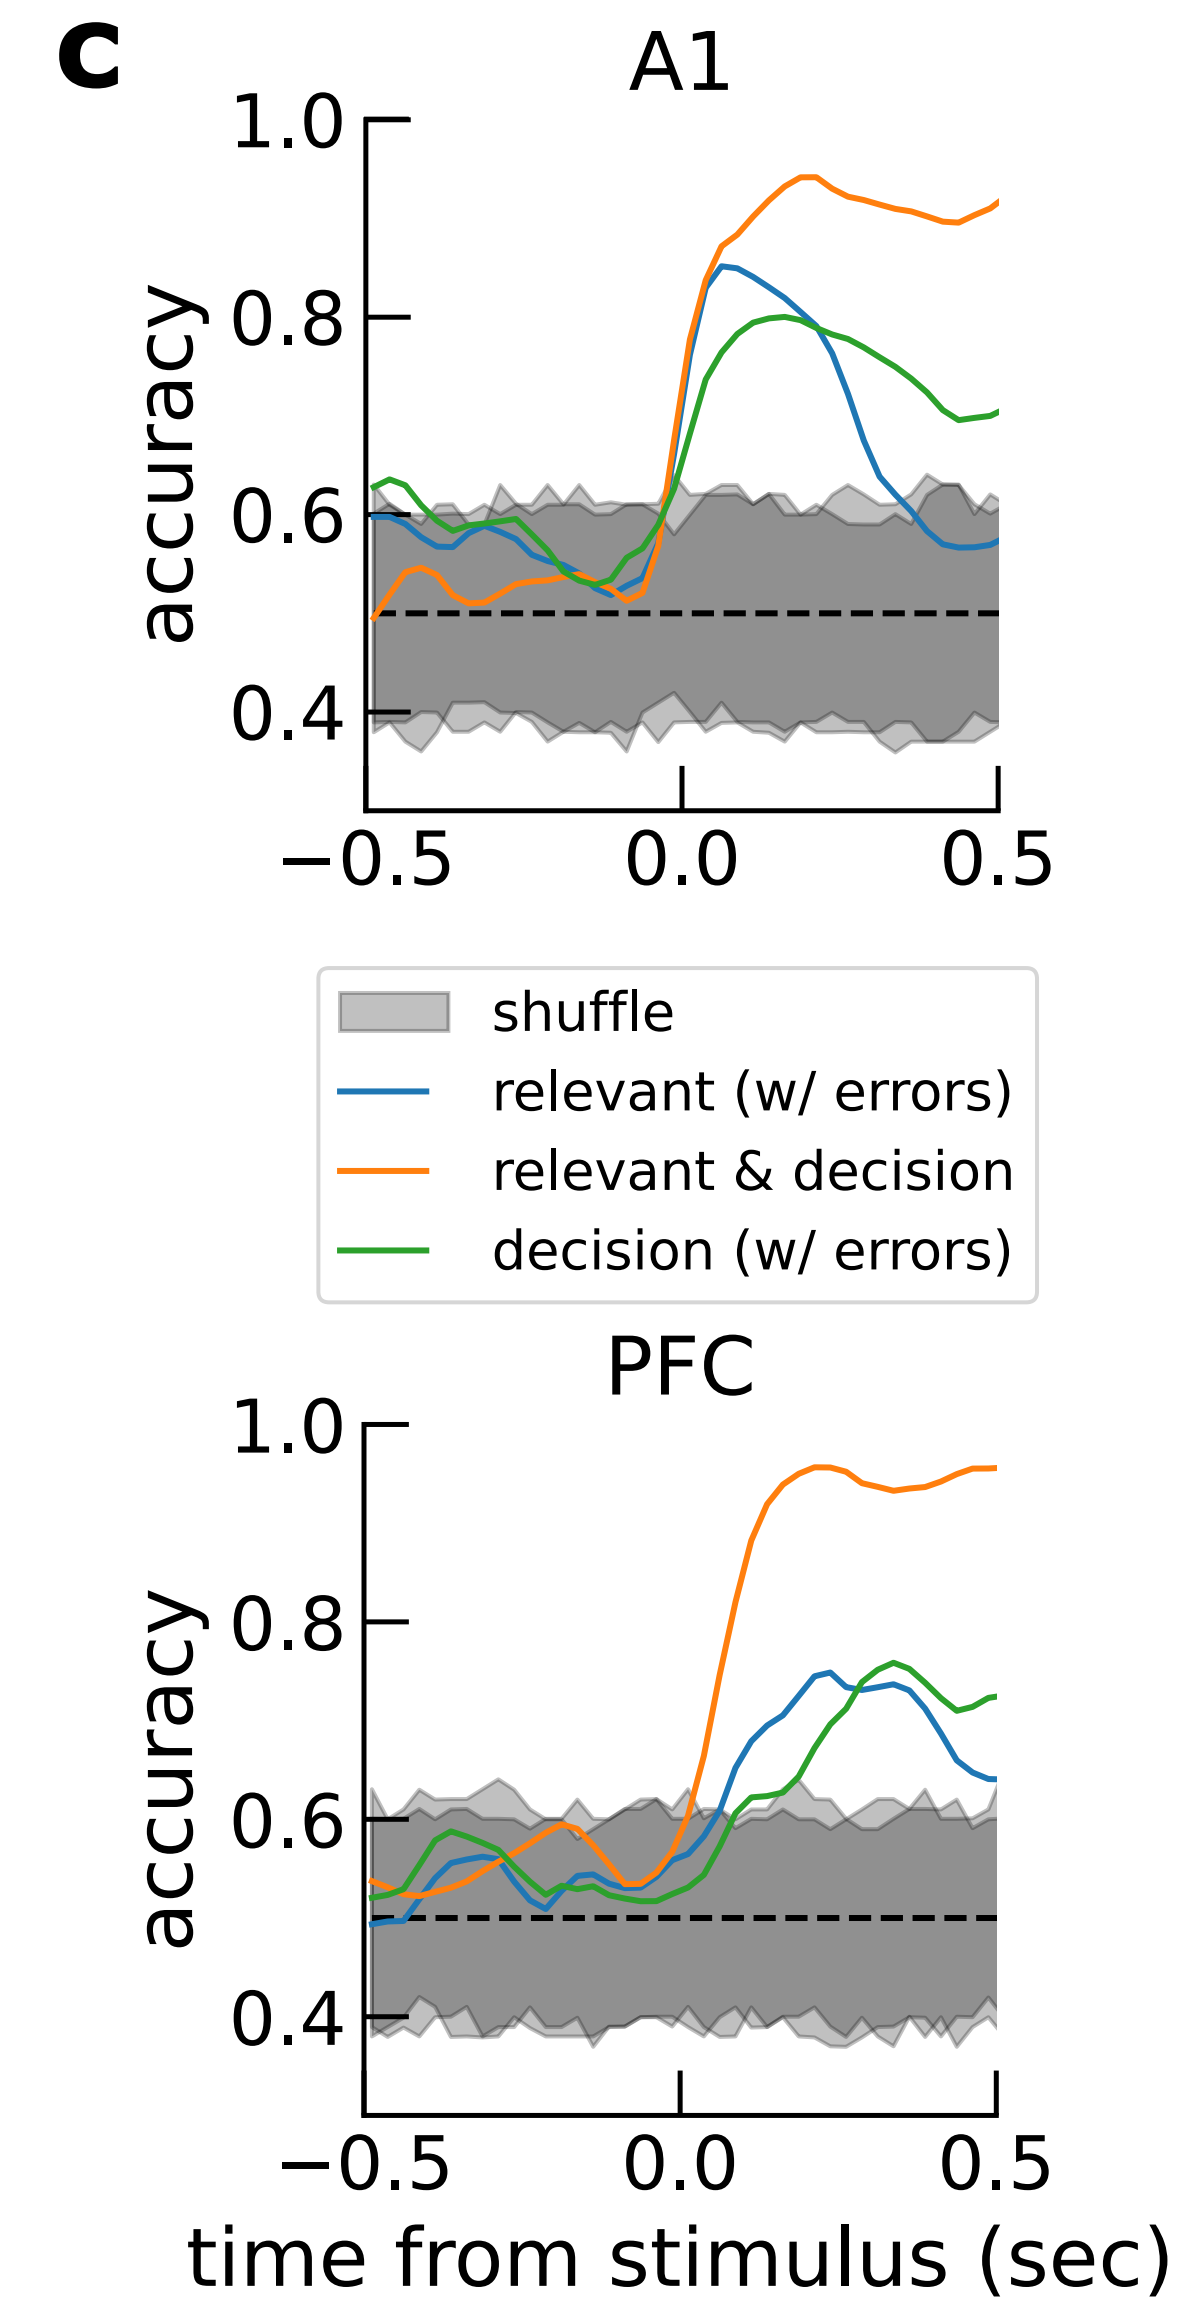 c
A1
1.0
0.8
0.6
0.4
accuracy
−0.5 0.0 0.5
shuffle
relevant (w/ errors)
relevant & decision
decision (w/ errors)
PFC
1.0
0.8
0.6
0.4
accuracy
−0.5 0.0 0.5
time from stimulus (sec)